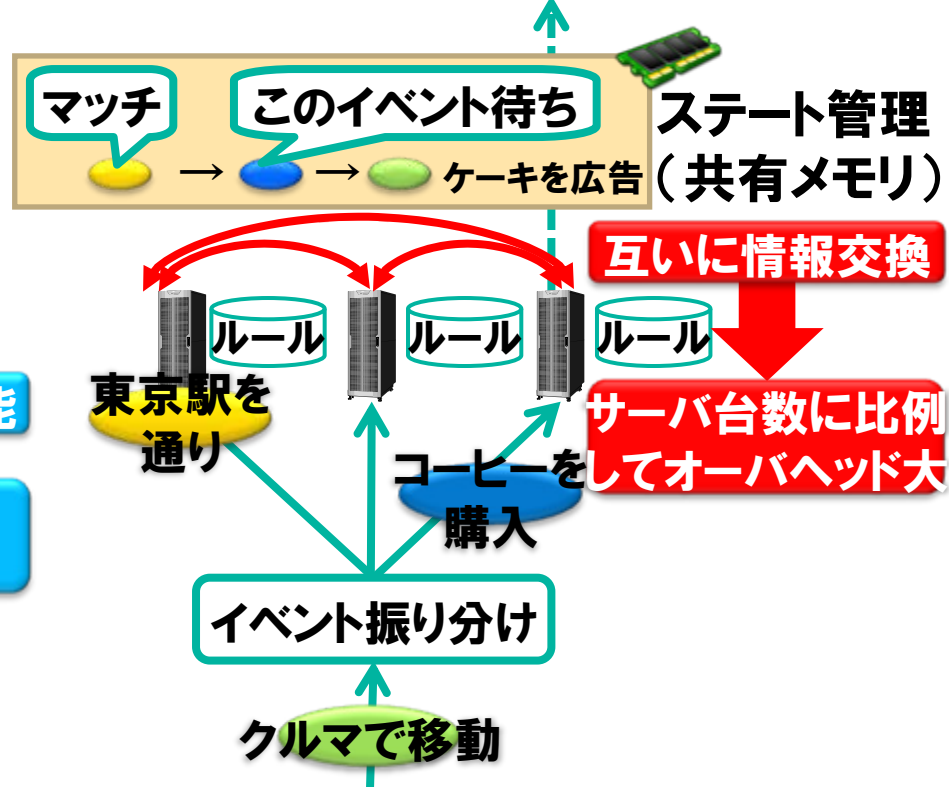 マッチ
このイベント待ち
→ → ケーキを広告
ステート管理
(共有メモリ)
互いに情報交換
ルール
ルール
ルール
サーバ台数に比例
してオーバヘッド大
東京駅を
通り
コーヒーを
購入
イベント振り分け
クルマで移動